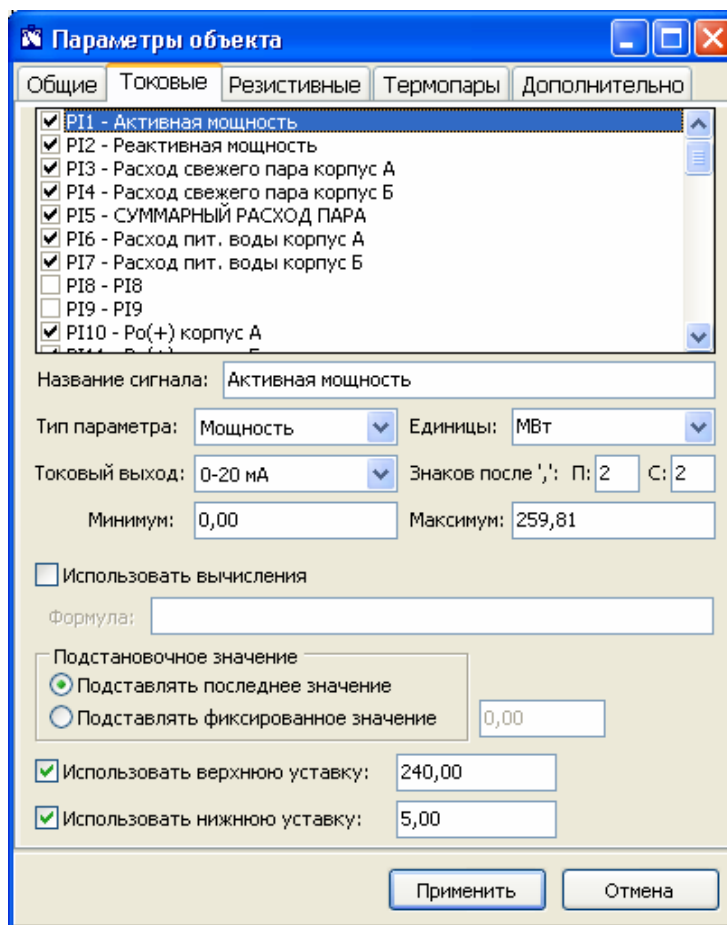 Параметры объекта
Общие Токовые Резистивные Термопары Дополнительно
PI1 - Активная мощность
PI2 - Реактивная мощность
PI3 - Расход свежего пара корпус А
PI4 - Расход свежего пара корпус Б
PI5 - СУММАРНЫЙ РАСХОД ПАРА
PI6 - Расход пит. воды корпус А
PI7 - Расход пит. воды корпус Б
PI8 - PI8
PI9 - PI9
PI10 - Po(+) корпус А
Название сигнала: Активная мощность
Тип параметра: Мощность Единицы: МВт
Токовый выход: 0-20 мА Знаков после ',': П: 2 С: 2
Минимум: 0,00 Максимум: 259,81
Использовать вычисления
Формула:
Подстановочное значение
Подставлять последнее значение
Подставлять фиксированное значение 0,00
Использовать верхнюю уставку: 240,00
Использовать нижнюю уставку: 5,00
Применить Отмена